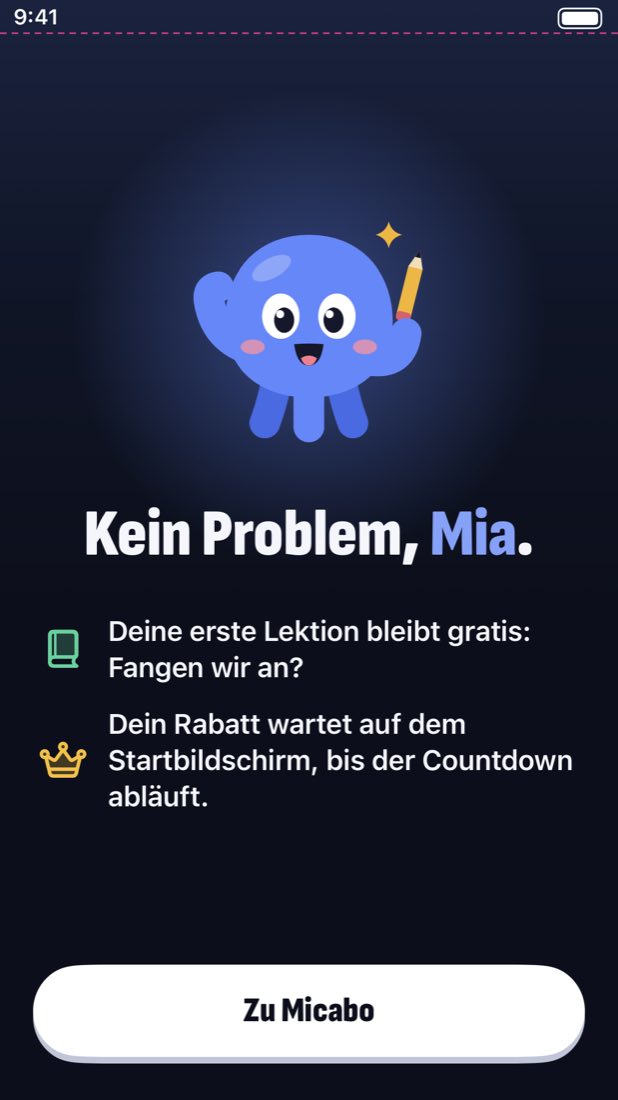 9:41
Kein Problem, Mia.
Deine erste Lektion bleibt gratis:
Fangen wir an?
Dein Rabatt wartet auf dem
Startbildschirm, bis der Countdown
abläuft.
Zu Micabo